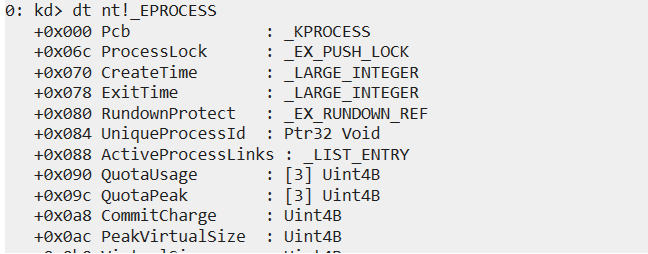 0: kd> dt nt!_EPROCESS
+0x000 Pcb : _KPROCESS
+0x06c ProcessLock : _EX_PUSH_LOCK
+0x070 CreateTime : _LARGE_INTEGER
+0x078 ExitTime : _LARGE_INTEGER
+0x080 RundownProtect : _EX_RUNDOWN_REF
+0x084 UniqueProcessId : Ptr32 Void
+0x088 ActiveProcessLinks : _LIST_ENTRY
+0x090 QuotaUsage : [3] Uint4B
+0x09c QuotaPeak : [3] Uint4B
+0x0a8 CommitCharge : Uint4B
+0x0ac PeakVirtualSize : Uint4B